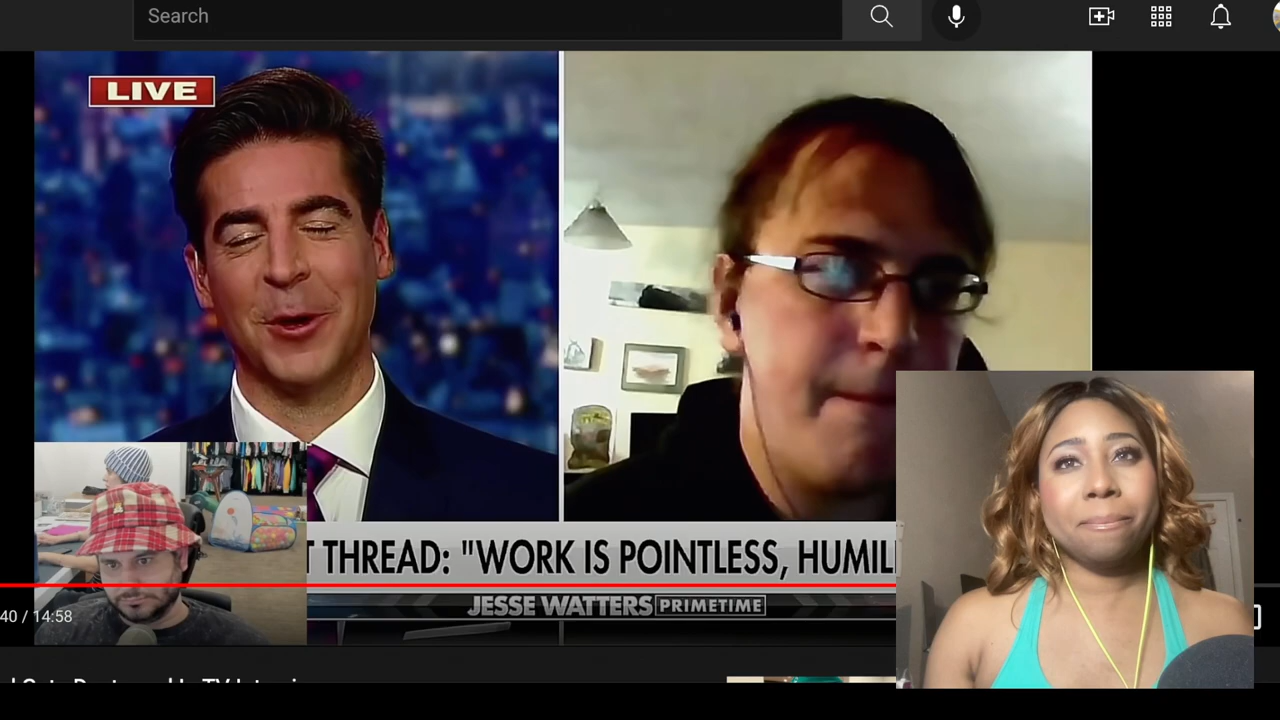 Search
LIVE
T THREAD: "WORK IS POINTLESS, HUMIL
JESSE WATTERS PRIMETIME
40 / 14:58